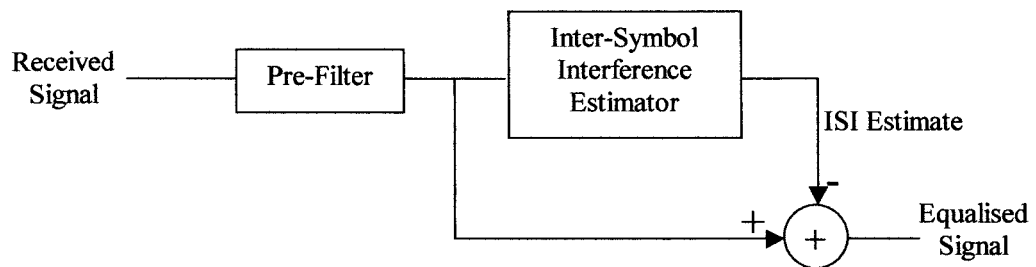 Received
Signal
Pre-Filter
Inter-Symbol
Interference
Estimator
ISI Estimate
-
+
+
Equalised
Signal